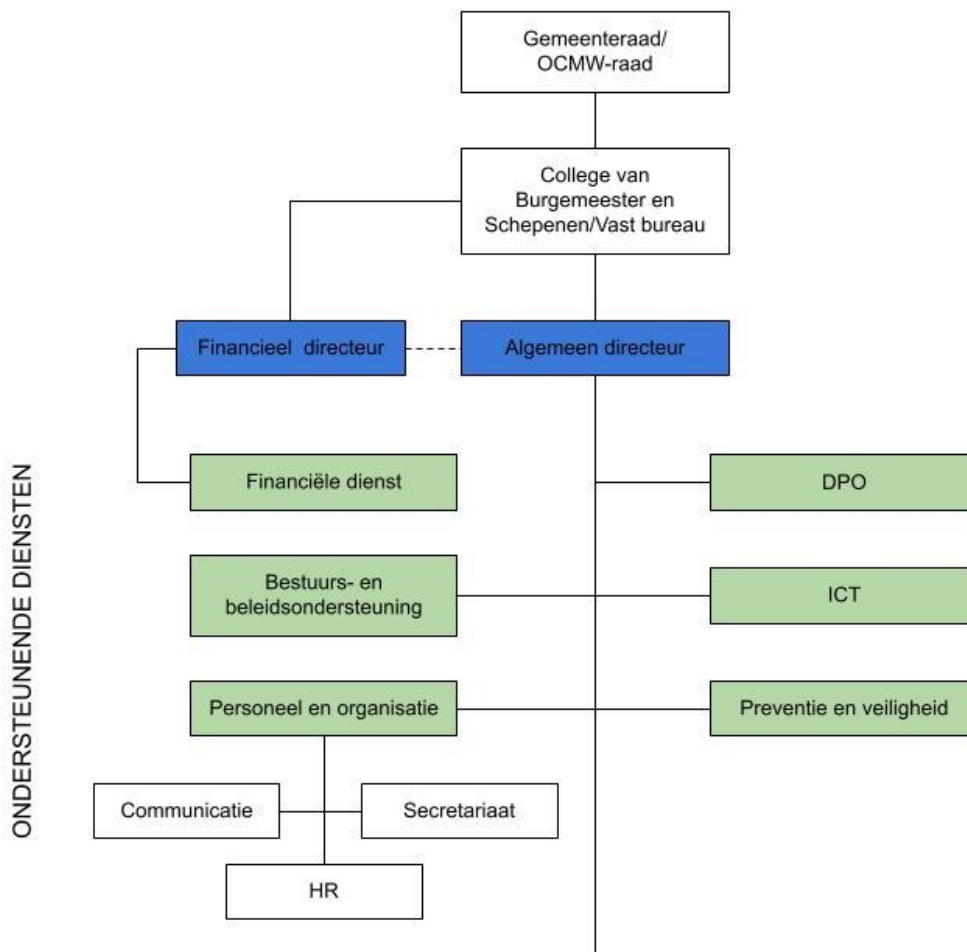 Gemeenteraad/
OCMW-raad
College van
Burgemeester en
Schepenen/Vast bureau
Financieel directeur
Algemeen directeur
ONDERSTEUNENDE DIENSTEN
Financiële dienst
DPO
Bestuurs- en
beleidsondersteuning
ICT
Personeel en organisatie
Preventie en veiligheid
Communicatie
Secretariaat
HR